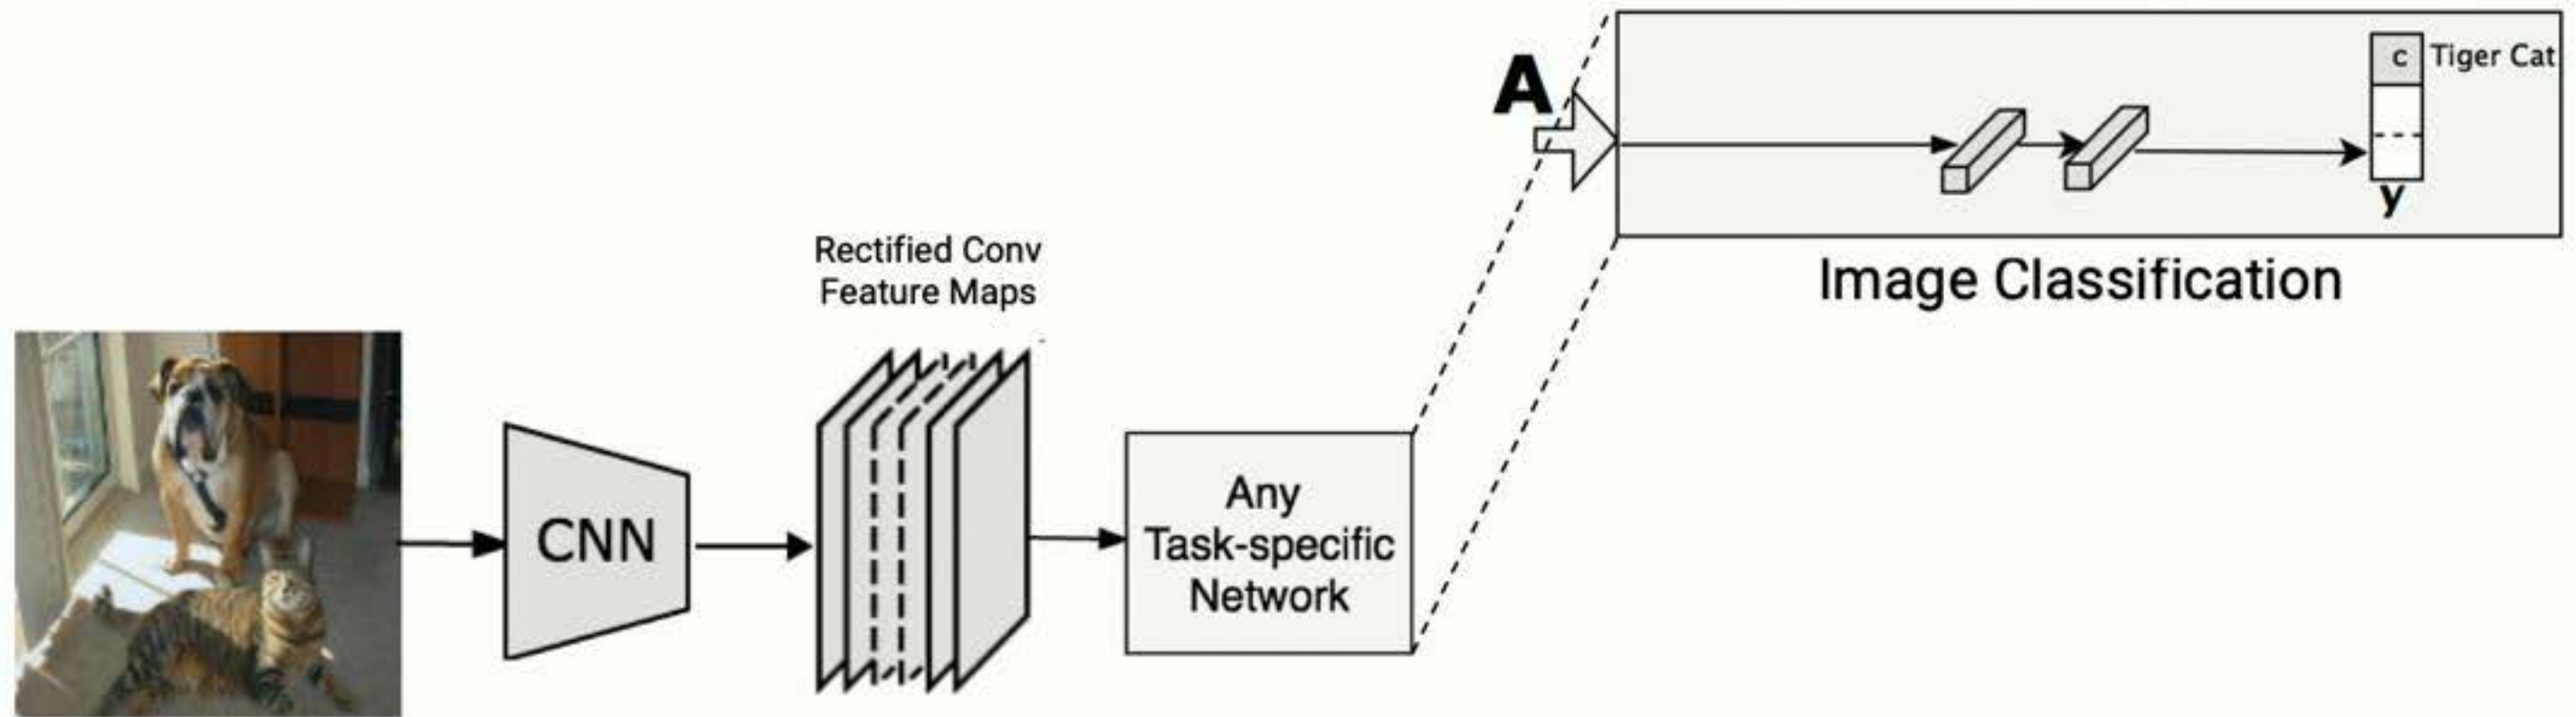 A
c
Tiger Cat
y
Image Classification
Rectified Conv
Feature Maps
CNN
Any
Task-specific
Network